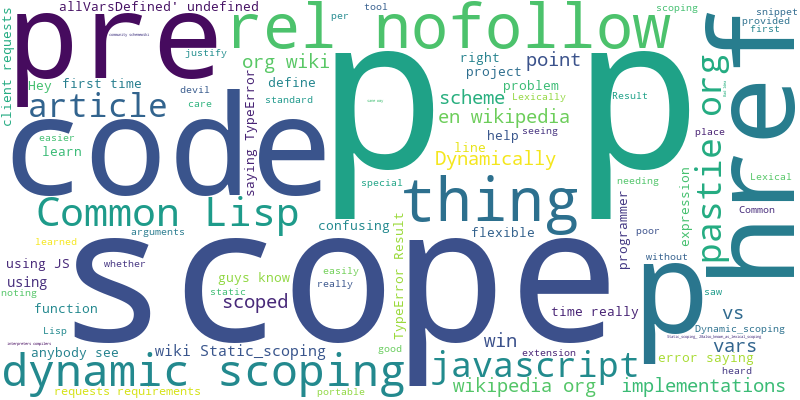 allVarsDefined' undefined
per
tool
scoping
snippet
provided
first
client requests
pre
rel nofollow
community schemewiki
justify
org wiki
right
point
project
Hey
first time
devil
care
standard
define
problem
scheme
Lexically
Result
article
en wikipedia
code
p
p
href
pastie org
saying TypeError
help
seeing
line
Dynamically
place
easier
learn
special
needing
Lexical
Common Lisp
thing
expression
programmer
Common
arguments
confusing
flexible
poor
learned
whether
scope
p
without
using JS
using
noting
guys know
easily
static
really
scoped
TypeError Result
saw
function
Lisp
time really
vs
Dynamic_scoping
vars
interpreters compilers
anybody see
wiki Static_scoping
good
win
extension
error saying
heard
dynamic scoping
javascript
requests requirements
portable
wikipedia org
implementations